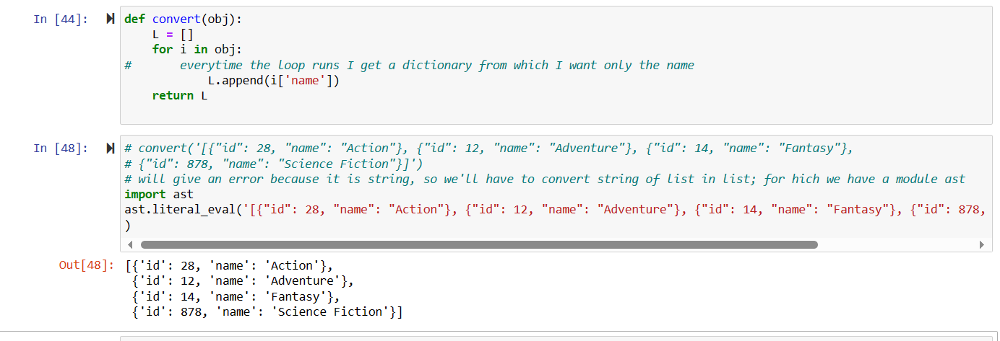 In [44]: def convert(obj):
    L = []
    for i in obj:
#       everytime the loop runs I get a dictionary from which I want only the name
            L.append(i['name'])
    return L
In [48]: # convert('[{"id": 28, "name": "Action"}, {"id": 12, "name": "Adventure"}, {"id": 14, "name": "Fantasy"},
# {"id": 878, "name": "Science Fiction"}]')
# will give an error because it is string, so we'll have to convert string of list in list; for hich we have a module ast
import ast
ast.literal_eval('[{"id": 28, "name": "Action"}, {"id": 12, "name": "Adventure"}, {"id": 14, "name": "Fantasy"}, {"id": 878,
)
Out[48]: [{'id': 28, 'name': 'Action'},
 {'id': 12, 'name': 'Adventure'},
 {'id': 14, 'name': 'Fantasy'},
 {'id': 878, 'name': 'Science Fiction'}]